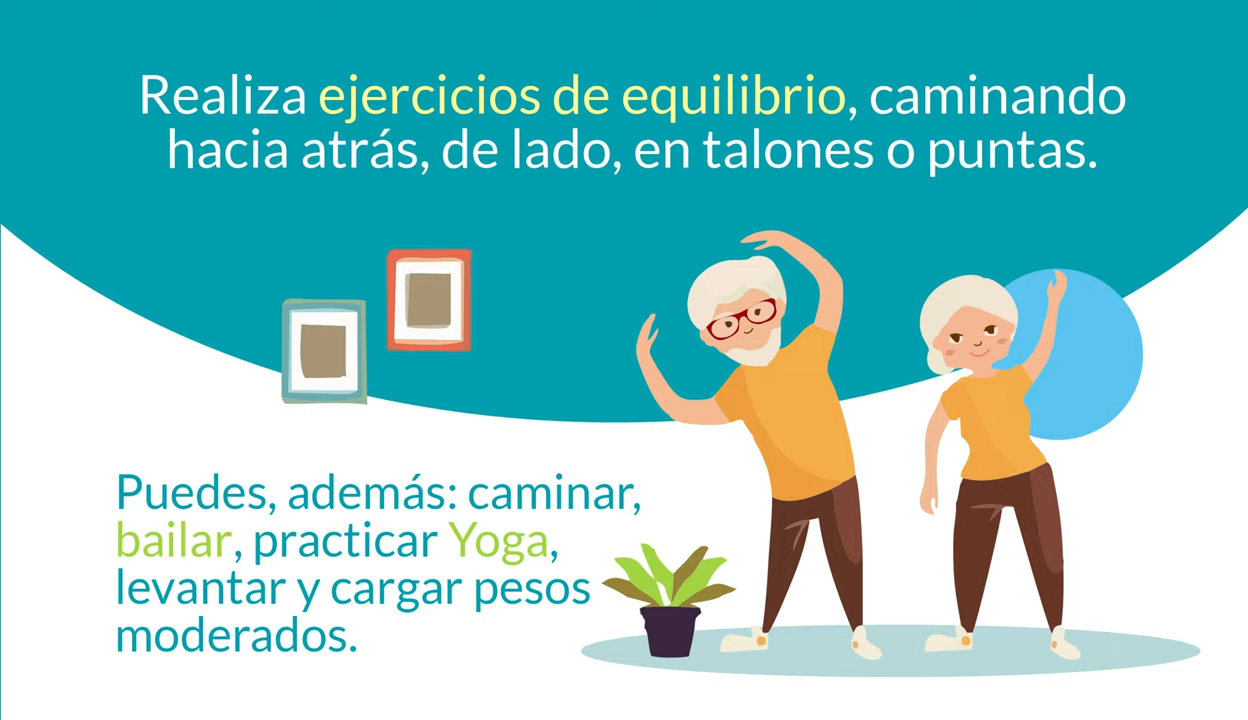 Realiza ejercicios de equilibrio, caminando
hacia atrás, de lado, en talones o puntas.
Puedes, además: caminar,
bailar, practicar Yoga,
levantar y cargar pesos
moderados.